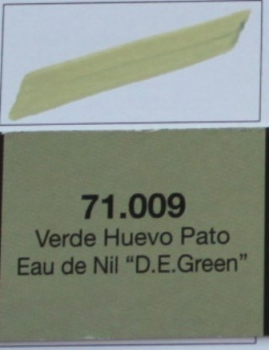 71.009
Verde Huevo Pato
Eau de Nil “D.E.Green”